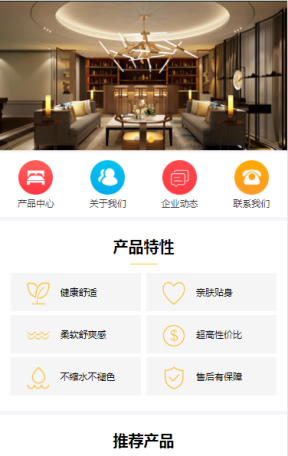 产品中心 关于我们 企业动态 联系我们
产品特性
健康舒适 亲肤贴身
柔软舒爽感 超高性价比
不缩水不褪色 售后有保障
推荐产品